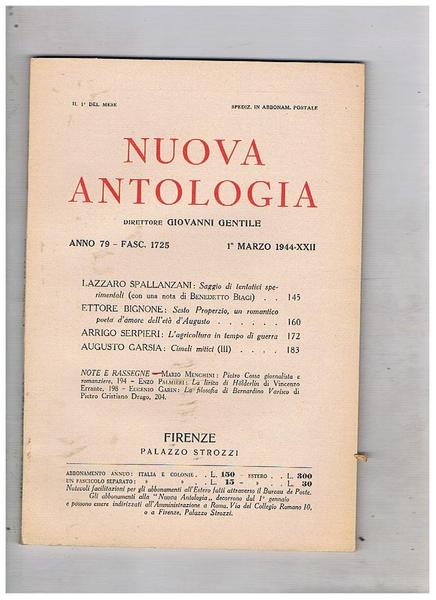 IL 1° DEL MESE
SPEDIZ. IN ABBONAM. POSTALE
NUOVA
ANTOLOGIA
DIRETTORE GIOVANNI GENTILE
ANNO 79 - FASC. 1725
1° MARZO 1944-XXII
LAZZARO SPALLANZANI: Saggio di tentativi spe-
rimentali (con una nota di BENEDETTO BIAGI) . . 145
ETTORE BIGNONE: Sesto Properzio, un romantico
poeta d'amore dell'età d'Augusto . . . . . . . 160
ARRIGO SERPIERI: L'agricoltura in tempo di guerra 172
AUGUSTO GARSIA: Cimeli mitici (III) . . . . 183
NOTE E RASSEGNE — MARIO MENGHINI: Pietro Cossa giornalista e
romanziere, 194 - ENZO PALMIERI: La lirica di Hölderlin di Vincenzo
Errante, 198 - EUGENIO GARIN: La filosofia di Bernardino Varisco di
Pietro Cristiano Drago, 204.
FIRENZE
PALAZZO STROZZI
ABBONAMENTO ANNUO: ITALIA E COLONIE . . L. 150 - ESTERO . . L. 300
UN FASCICOLO SEPARATO: » » . L. 15 - » . . L. 30
Notevoli facilitazioni per gli abbonamenti all'Estero fatti attraverso il Bureau de Poste.
Gli abbonamenti alla "Nuova Antologia" decorrono dal 1° gennaio
e possono essere indirizzati all'Amministrazione a Roma, Via del Collegio Romano 10,
o a Firenze, Palazzo Strozzi.